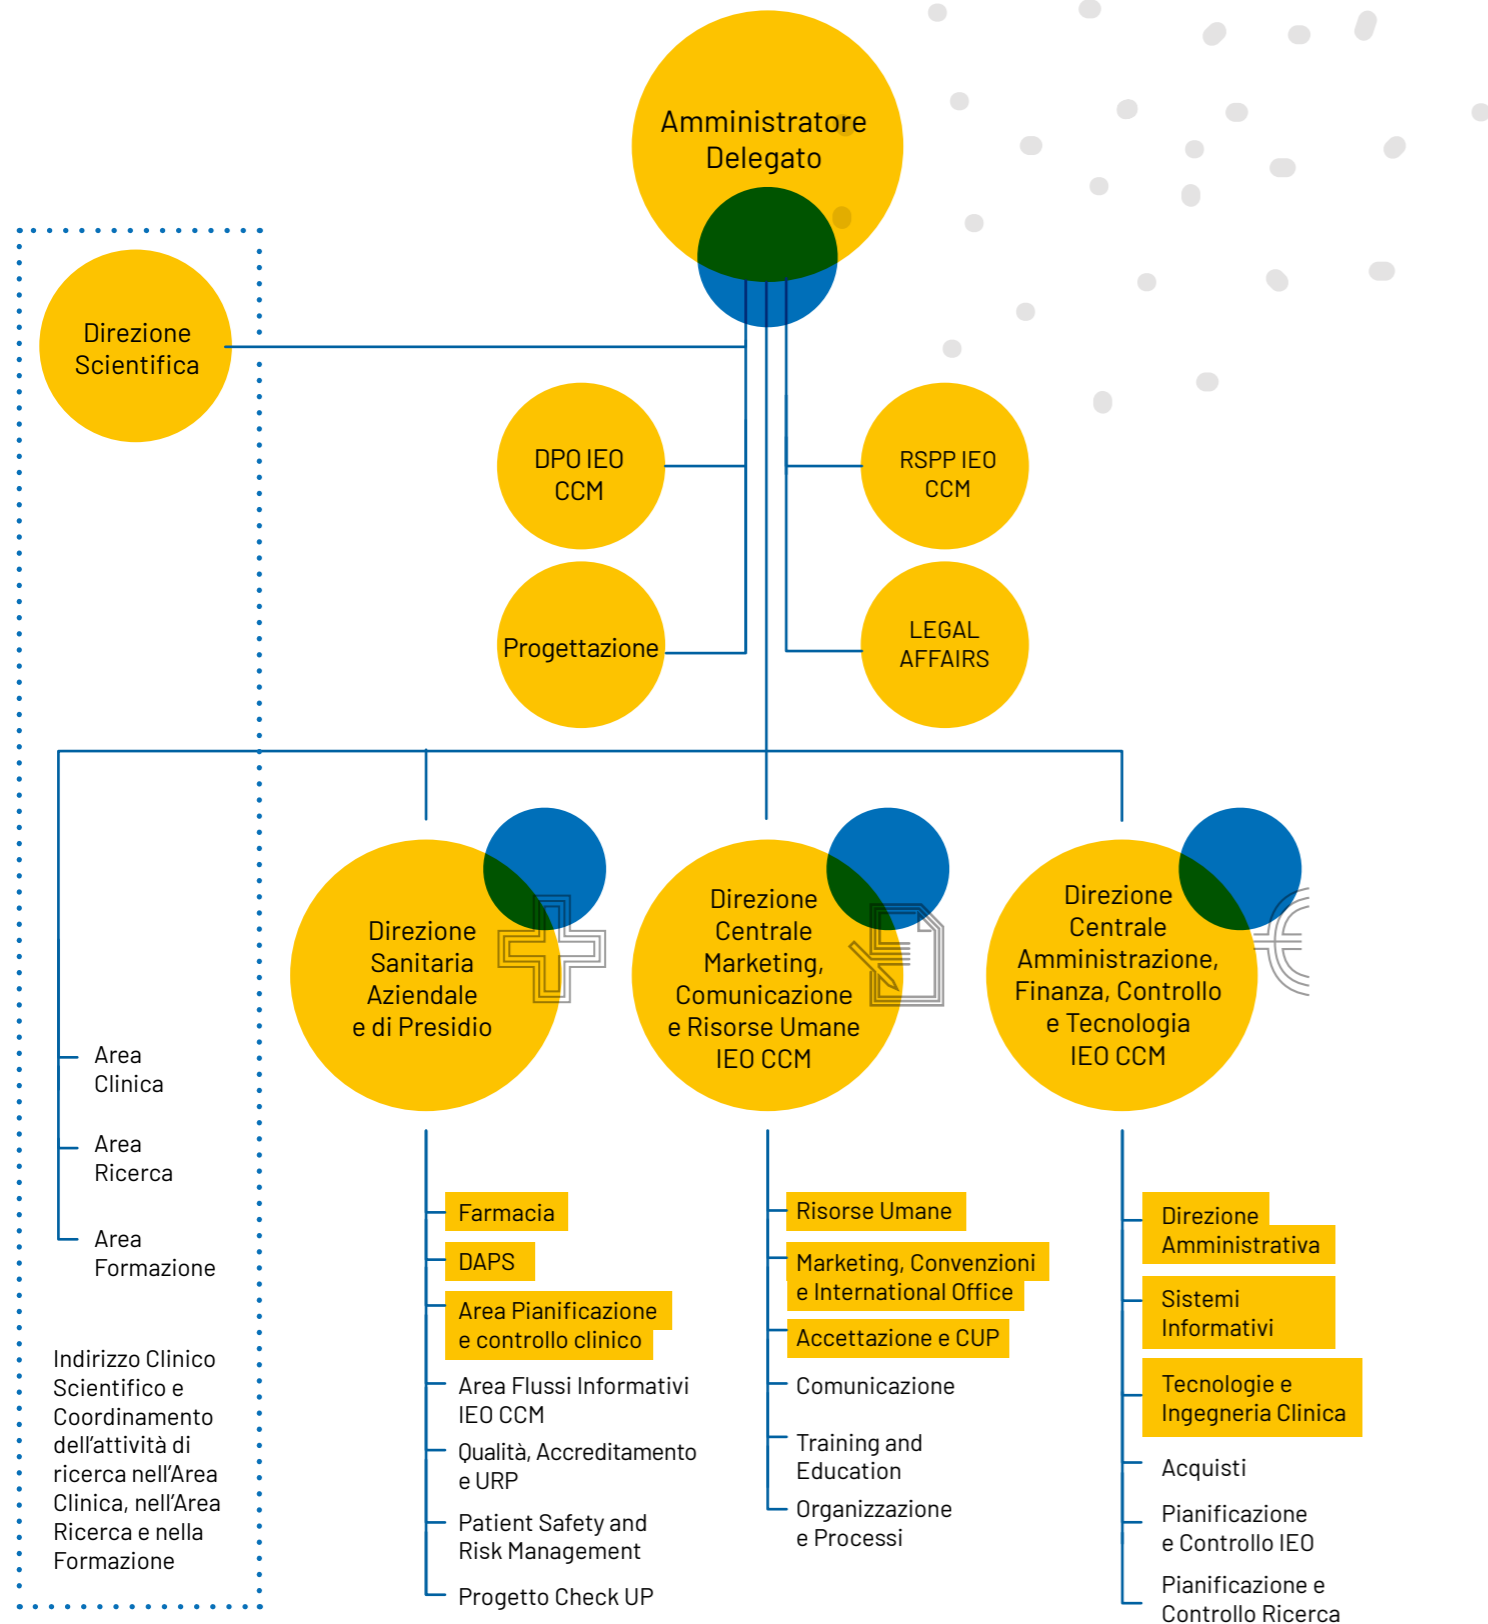 Amministratore
Delegato
Direzione
Scientifica
DPO IEO
CCM
RSPP IEO
CCM
Progettazione
LEGAL
AFFAIRS
Area
Clinica
Area
Ricerca
Area
Formazione
Indirizzo Clinico
Scientifico e
Coordinamento
dell'attività di
ricerca nell'Area
Clinica, nell'Area
Ricerca e nella
Formazione
Direzione
Sanitaria
Aziendale
e di Presidio
Farmacia
DAPS
Area Pianificazione
e controllo clinico
Area Flussi Informativi
IEO CCM
Qualità, Accreditamento
e URP
Patient Safety and
Risk Management
Progetto Check UP
Direzione
Centrale
Marketing,
Comunicazione
e Risorse Umane
IEO CCM
Risorse Umane
Marketing, Convenzioni
e International Office
Accettazione e CUP
Comunicazione
Training and
Education
Organizzazione
e Processi
Direzione
Centrale
Amministrazione,
Finanza, Controllo
e Tecnologia
IEO CCM
Direzione
Amministrativa
Sistemi
Informativi
Tecnologie e
Ingegneria Clinica
Acquisti
Pianificazione
e Controllo IEO
Pianificazione e
Controllo Ricerca